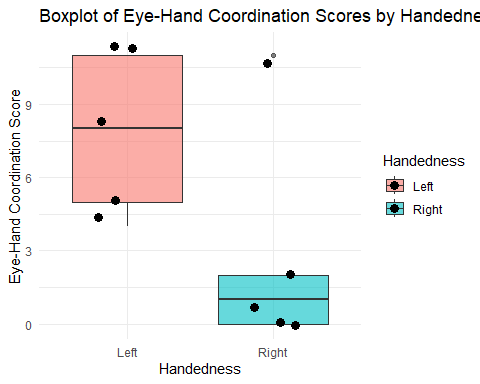 Boxplot of Eye-Hand Coordination Scores by Handedne
Eye-Hand Coordination Score
9
6
3
0
Left Right
Handedness
Handedness
Left
Right